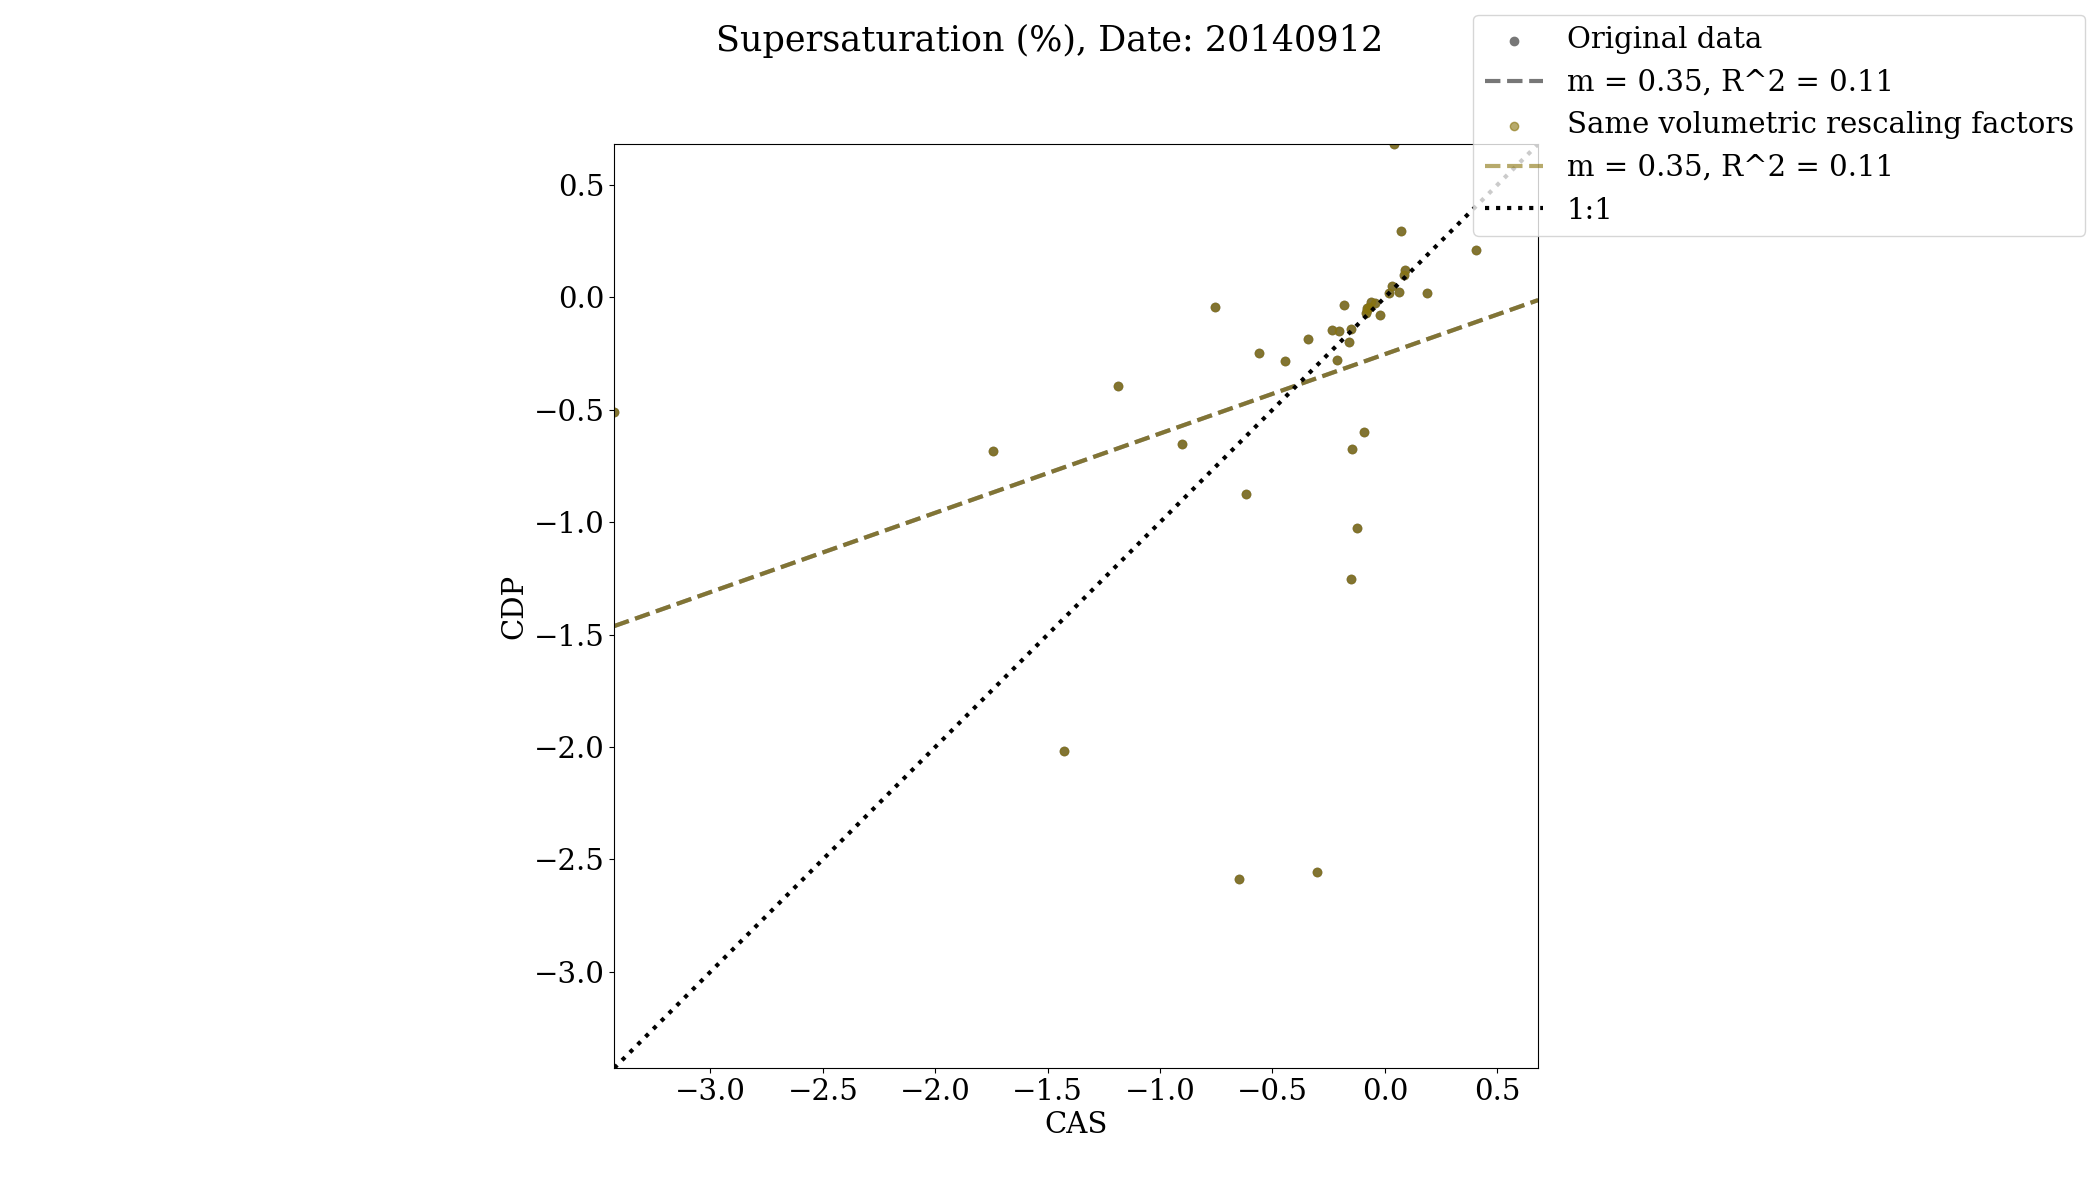 Supersaturation (%), Date: 20140912
Original data
m = 0.35, R^2 = 0.11
Same volumetric rescaling factors
m = 0.35, R^2 = 0.11
1:1
0.5
0.0
−0.5
−1.0
−1.5
−2.0
−2.5
−3.0
CDP
−3.0 −2.5 −2.0 −1.5 −1.0 −0.5 0.0 0.5
CAS